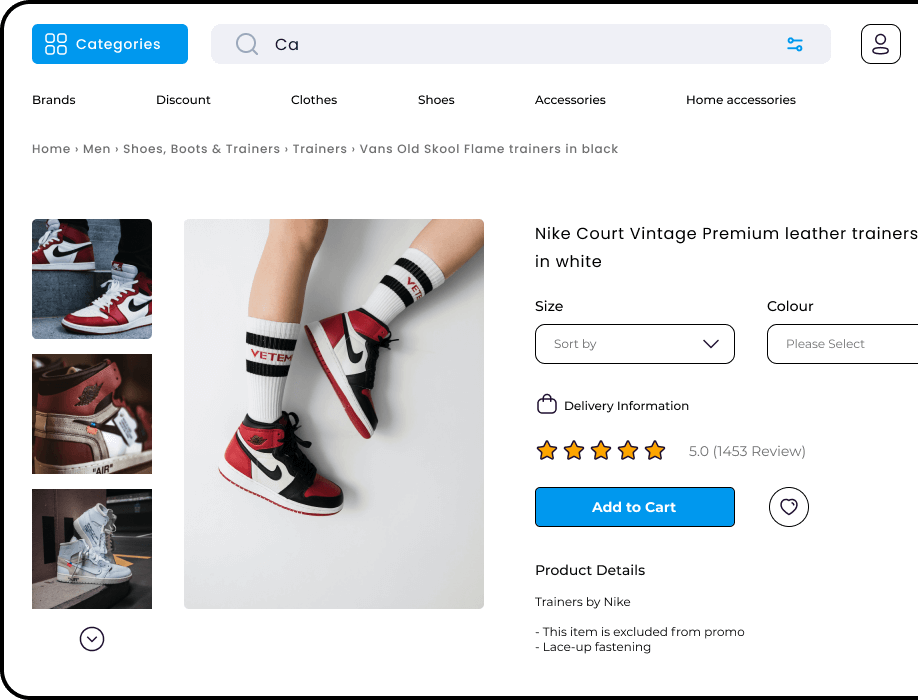 Categories
Ca
Brands Discount Clothes Shoes Accessories Home accessories
Home › Men › Shoes, Boots & Trainers › Trainers › Vans Old Skool Flame trainers in black
Nike Court Vintage Premium leather trainers
in white
Size Colour
Sort by Please Select
Delivery Information
5.0 (1453 Review)
Add to Cart
Product Details
Trainers by Nike
- This item is excluded from promo
- Lace-up fastening
VETEM
VETE
"AIR"